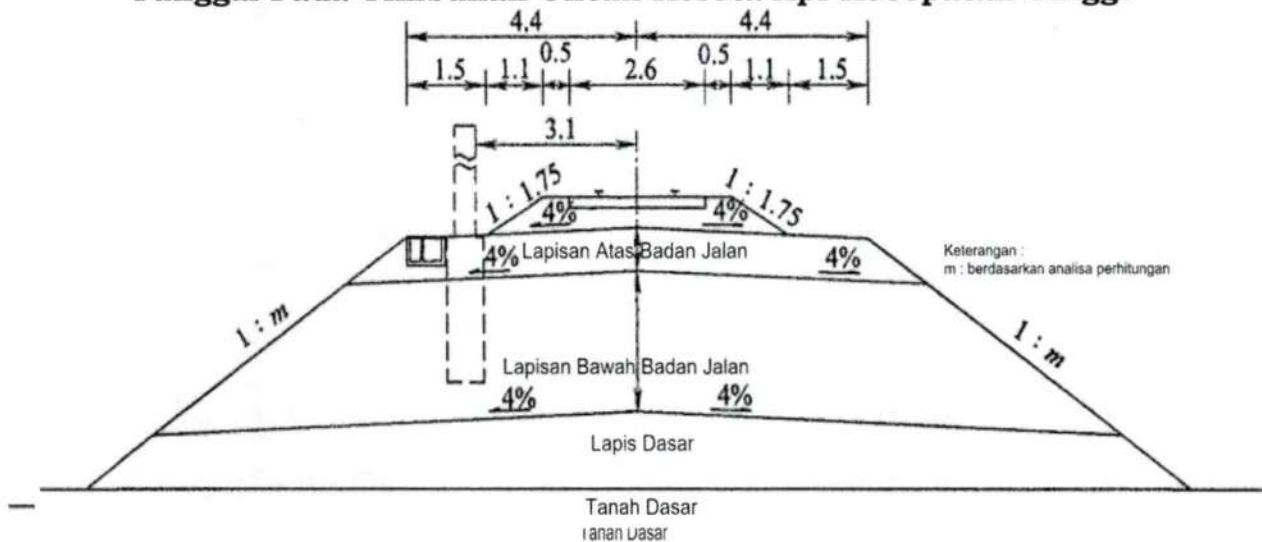 4.4 4.4
0.5 0.5
1.5 1.1 2.6 1.1 1.5
3.1
1 : 1.75 1 : 1.75
4% 4%
Lapisan Atas Badan Jalan
4% 4%
Keterangan :
m : berdasarkan analisa perhitungan
1 : m 1 : m
Lapisan Bawah Badan Jalan
4% 4%
Lapis Dasar
Tanah Dasar